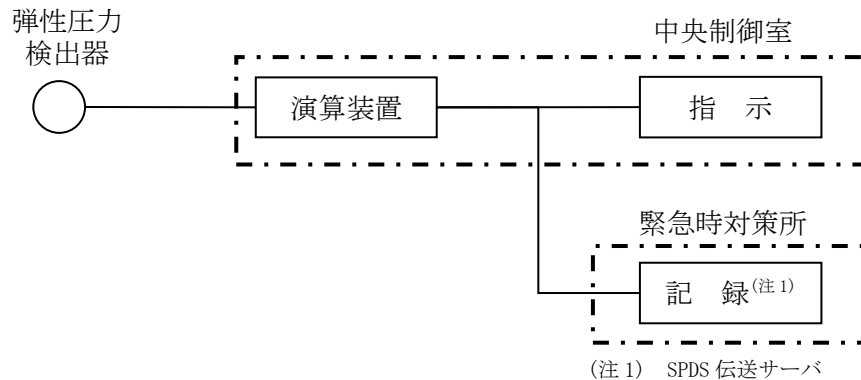 弾性圧力
検出器
中央制御室
演算装置
指　示
緊急時対策所
記　録(注1)
(注1)　SPDS 伝送サーバ